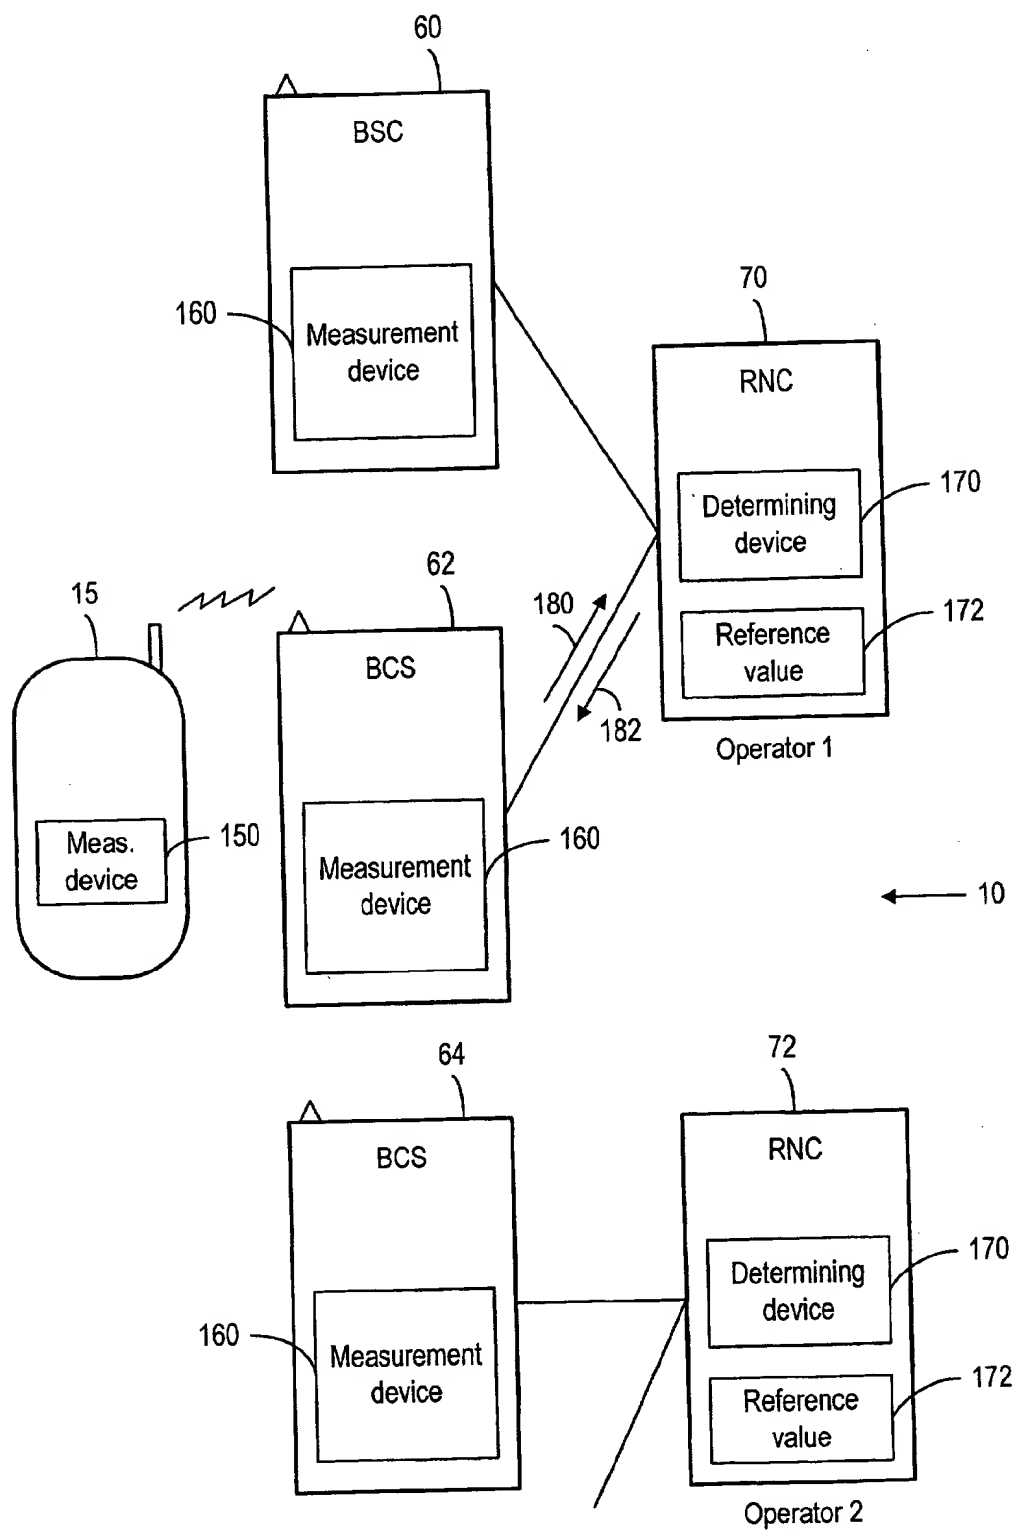 60
BSC
160
Measurement
device
70
RNC
Determining
device
170
Reference
value
172
Operator 1
15
Meas.
device
150
62
BCS
Measurement
device
160
180
182
10
64
BCS
160
Measurement
device
72
RNC
Determining
device
170
Reference
value
172
Operator 2